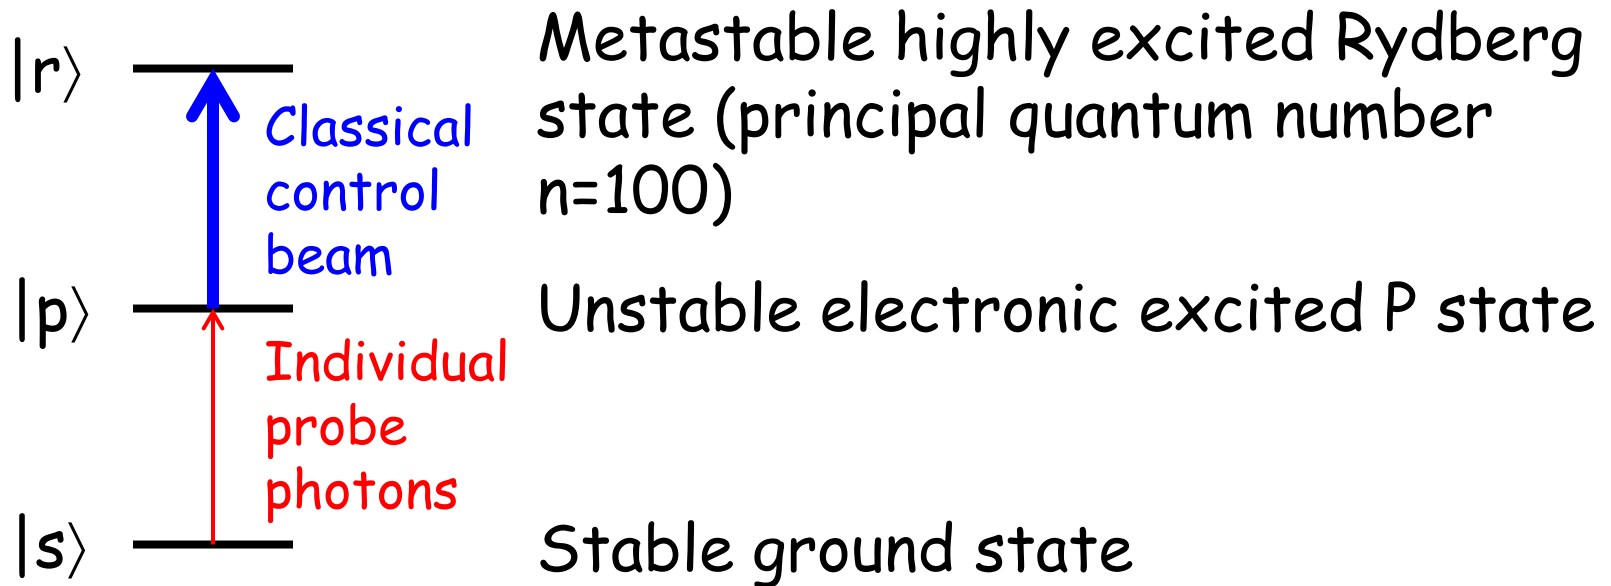 |r⟩
Metastable highly excited Rydberg
state (principal quantum number
n=100)
Classical
control
beam
|p⟩
Unstable electronic excited P state
Individual
probe
photons
|s⟩
Stable ground state